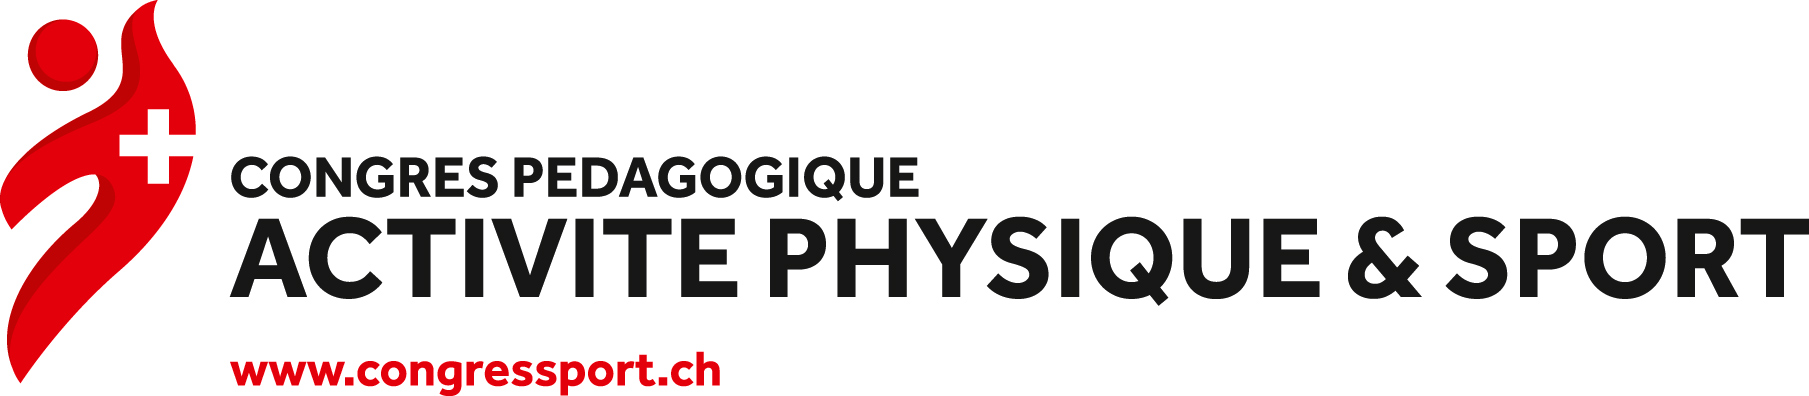 CONGRES PEDAGOGIQUE
ACTIVITE PHYSIQUE & SPORT
www.congressport.ch